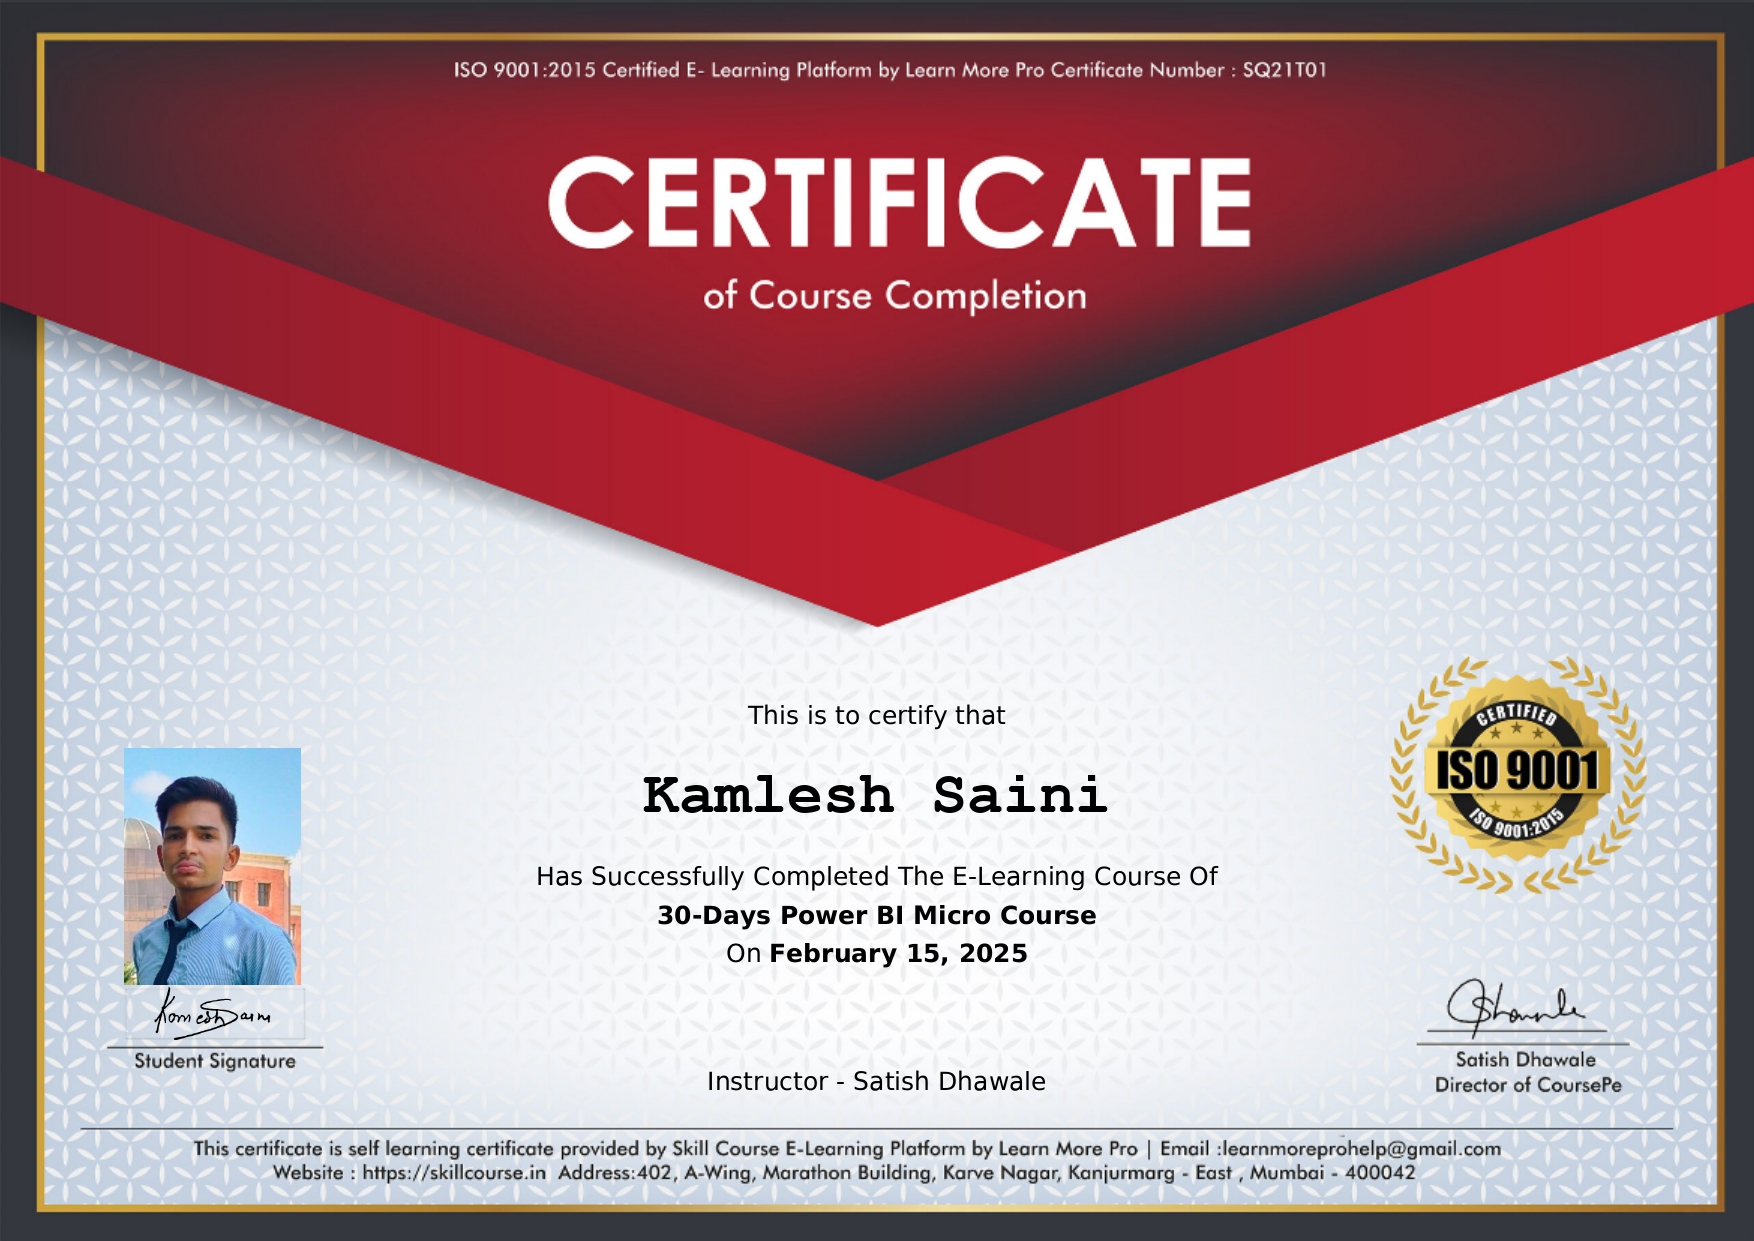 ISO 9001:2015 Certified E- Learning Platform by Learn More Pro Certificate Number : SQ21T01
CERTIFICATE
of Course Completion
This is to certify that
Kamlesh Saini
Has Successfully Completed The E-Learning Course Of
30-Days Power BI Micro Course
On February 15, 2025
CERTIFIED
ISO 9001
ISO 9001:2015
Kamlesh Saini
Student Signature
Instructor - Satish Dhawale
SDhawale
Satish Dhawale
Director of CoursePe
This certificate is self learning certificate provided by Skill Course E-Learning Platform by Learn More Pro | Email :learnmoreprohelp@gmail.com
Website : https://skillcourse.in Address:402, A-Wing, Marathon Building, Karve Nagar, Kanjurmarg - East , Mumbai - 400042